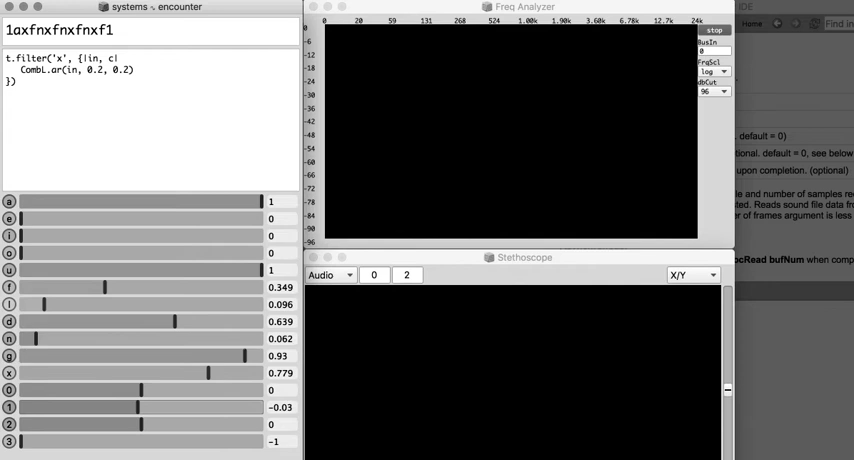 systems ∿ encounter
1axfnxfnxfnxf1
t.filter('x', {|in, c|
CombL.ar(in, 0.2, 0.2)
})
a 1
e 0
i 0
o 0
u 1
f 0.349
l 0.096
d 0.639
n 0.062
g 0.93
x 0.779
0 0
1 -0.03
2 0
3 -1
Freq Analyzer
0 20 59 131 268 524 1.00k 1.90k 3.60k 6.78k 12.7k 24k
0
-6
-12
-18
-24
-30
-36
-42
-48
-54
-60
-66
-72
-78
-84
-90
-96
stop
BusIn
0
FrqScl
log
dbCut
96
Stethoscope
Audio 0 2 X/Y
IDE
Home Find in
. default = 0)
tional. default = 0, see below
upon completion. (optional)
le and number of samples re
sted. Reads sound file data fro
er of frames argument is less
ocRead bufNum when comp